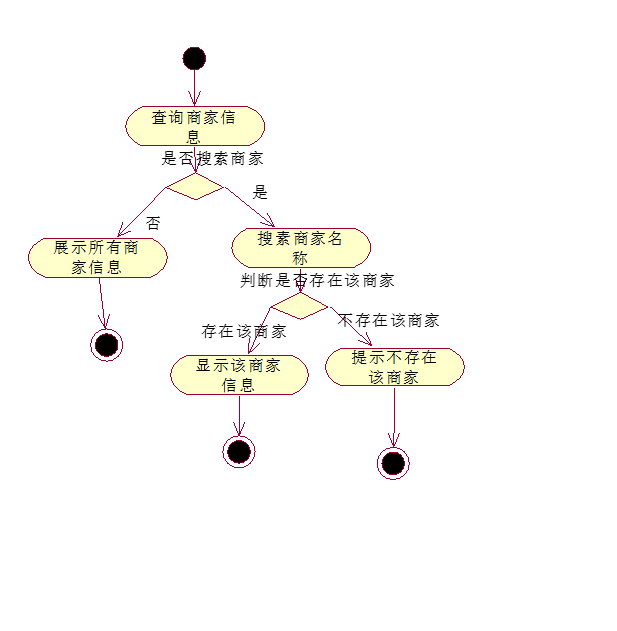 查询商家信
息
是否搜索商家
是
否
展示所有商
家信息
搜素商家名
称
判断是否存在该商家
不存在该商家
存在该商家
显示该商家
信息
提示不存在
该商家